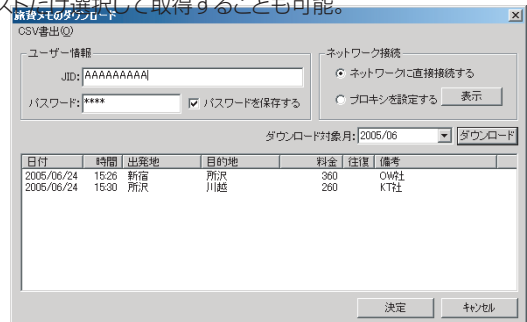 ストだけ選択して取得することも可能。
旅費メモのダウンロード
CSV書出(O)
ユーザー情報
JID: AAAAAAAAA
パスワード: **** パスワードを保存する
ネットワーク接続
ネットワークに直接接続する
プロキシを設定する 表示
ダウンロード対象月: 2005/06 ダウンロード
日付 時間 出発地 目的地 料金 往復 備考
2005/06/24 15:26 新宿 所沢 360 OW社
2005/06/24 15:30 所沢 川越 260 KT社
決定 キャンセル